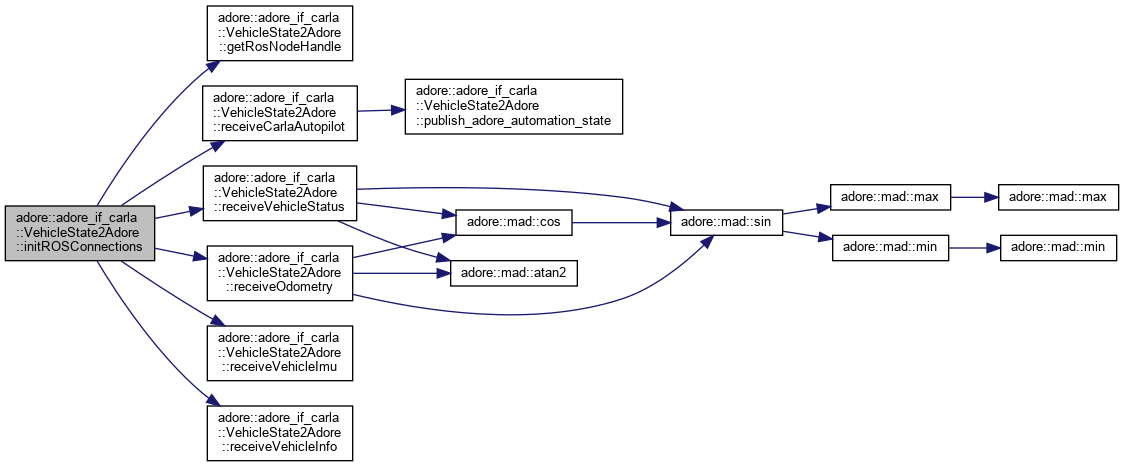 adore::adore_if_carla
::VehicleState2Adore
::initROSConnections
adore::adore_if_carla
::VehicleState2Adore
::getRosNodeHandle
adore::adore_if_carla
::VehicleState2Adore
::receiveCarlaAutopilot
adore::adore_if_carla
::VehicleState2Adore
::publish_adore_automation_state
adore::adore_if_carla
::VehicleState2Adore
::receiveVehicleStatus
adore::adore_if_carla
::VehicleState2Adore
::receiveOdometry
adore::adore_if_carla
::VehicleState2Adore
::receiveVehicleImu
adore::adore_if_carla
::VehicleState2Adore
::receiveVehicleInfo
adore::mad::cos
adore::mad::atan2
adore::mad::sin
adore::mad::max
adore::mad::max
adore::mad::min
adore::mad::min